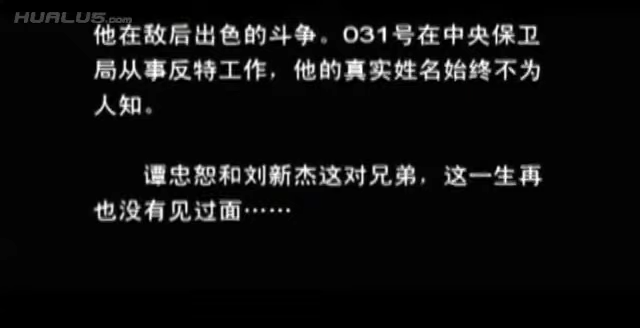 HUALU5.COM
他在敌后出色的斗争。031号在中央保卫
局从事反特工作，他的真实姓名始终不为
人知。
谭忠恕和刘新杰这对兄弟，这一生再
也没有见过面……